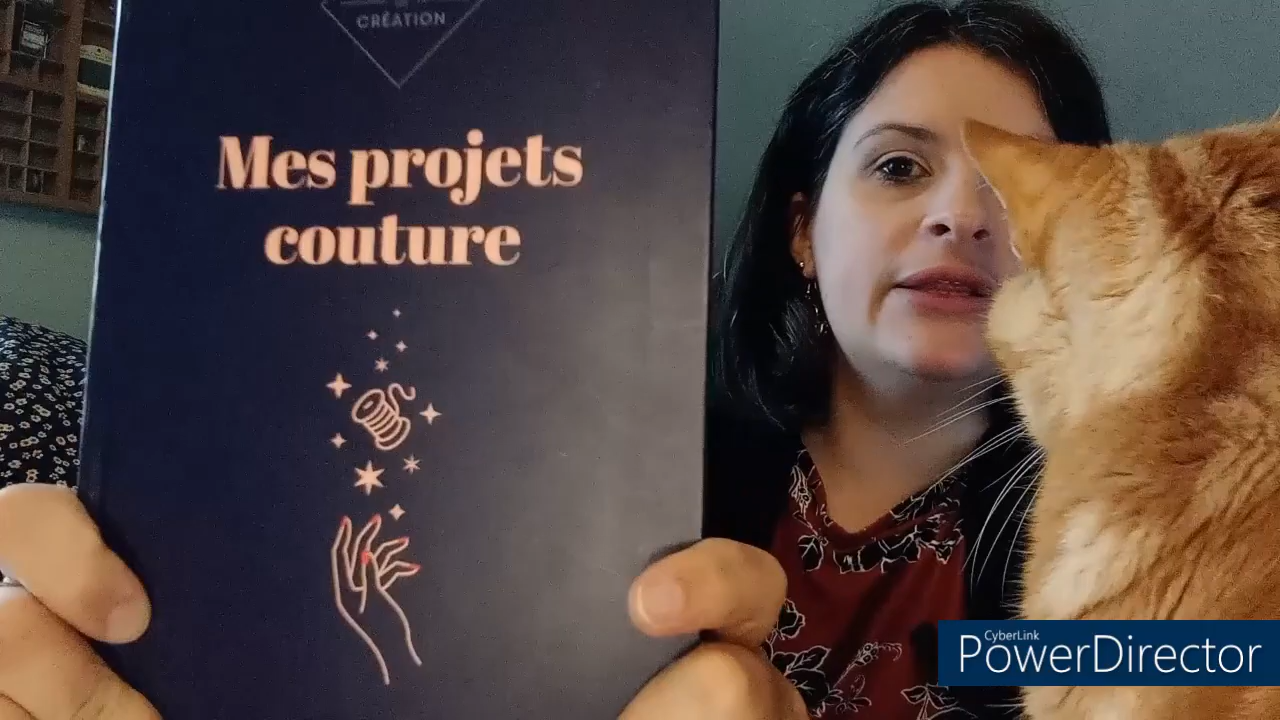 CRÉATION
Mes projets
couture
CyberLink
PowerDirector